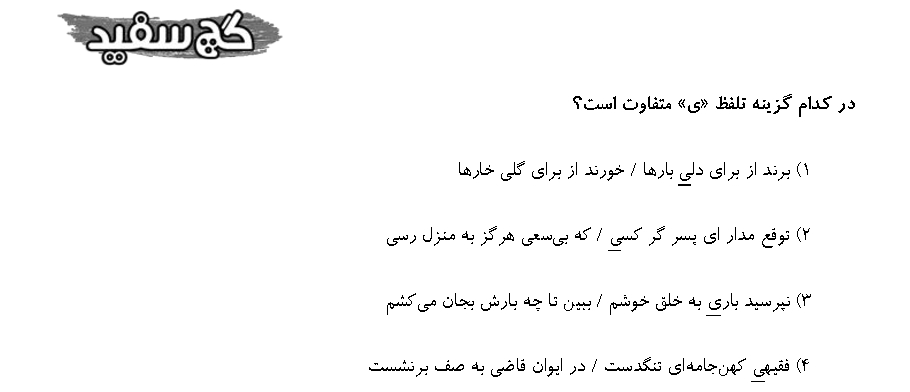 گچ سفید
در کدام گزینه تلفظ «ی» متفاوت است؟
۱) برند از برای دلی بارها / خورند از برای گلی خارها
۲) توقع مدار ای پسر گر کسی / که بی‌سعی هرگز به منزل رسی
۳) نپرسید باری به خلق خوشم / ببین تا چه بارش بجان می‌کشم
۴) فقیهی کهن‌جامه‌ای تنگدست / در ایوان قاضی به صف برنشست